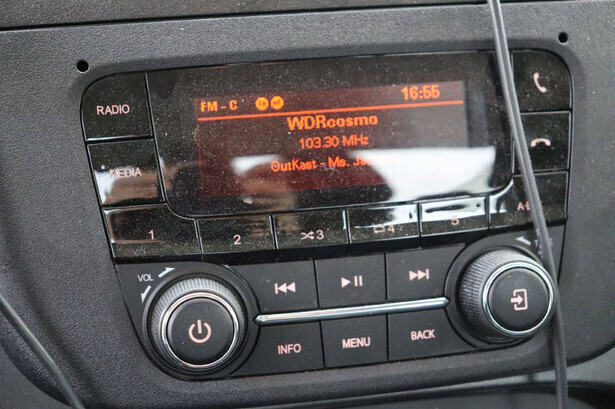 RADIO
MEDIA
FM - C
16:55
WDRcosmo
103.30 MHz
OutKast - Ms.
1
2
3
4
5
VOL
INFO
MENU
BACK